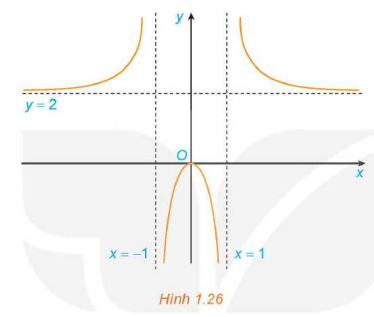 y
y = 2
O
x
x = −1
x = 1
Hình 1.26